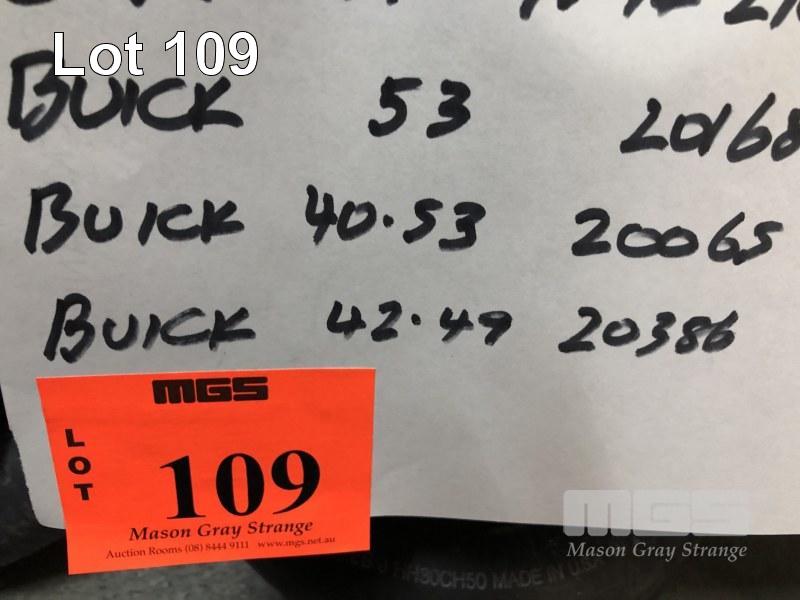 Lot 109
BUICK 53 20168
BUICK 40.53 20065
BUICK 42.49 20386
MGS
LOT
109
Mason Gray Strange
Auction Rooms (08) 8444 9111 www.mgs.net.au
MGS
Mason Gray Strange
HH30CH50 MADE IN U.S.A